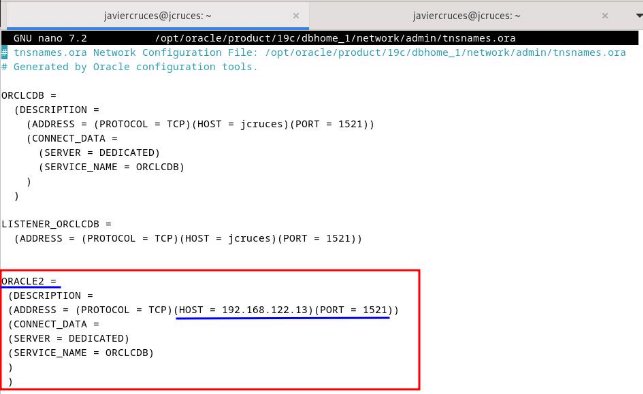 javiercruces@jcruces: ~ × javiercruces@jcruces: ~ ×
GNU nano 7.2 /opt/oracle/product/19c/dbhome_1/network/admin/tnsnames.ora
# tnsnames.ora Network Configuration File: /opt/oracle/product/19c/dbhome_1/network/admin/tnsnames.ora
# Generated by Oracle configuration tools.
ORCLCDB =
(DESCRIPTION =
(ADDRESS = (PROTOCOL = TCP)(HOST = jcruces)(PORT = 1521))
(CONNECT_DATA =
(SERVER = DEDICATED)
(SERVICE_NAME = ORCLCDB)
)
)
LISTENER_ORCLCDB =
(ADDRESS = (PROTOCOL = TCP)(HOST = jcruces)(PORT = 1521))
ORACLE2 =
(DESCRIPTION =
(ADDRESS = (PROTOCOL = TCP)(HOST = 192.168.122.13)(PORT = 1521))
(CONNECT_DATA =
(SERVER = DEDICATED)
(SERVICE_NAME = ORCLCDB)
)
)